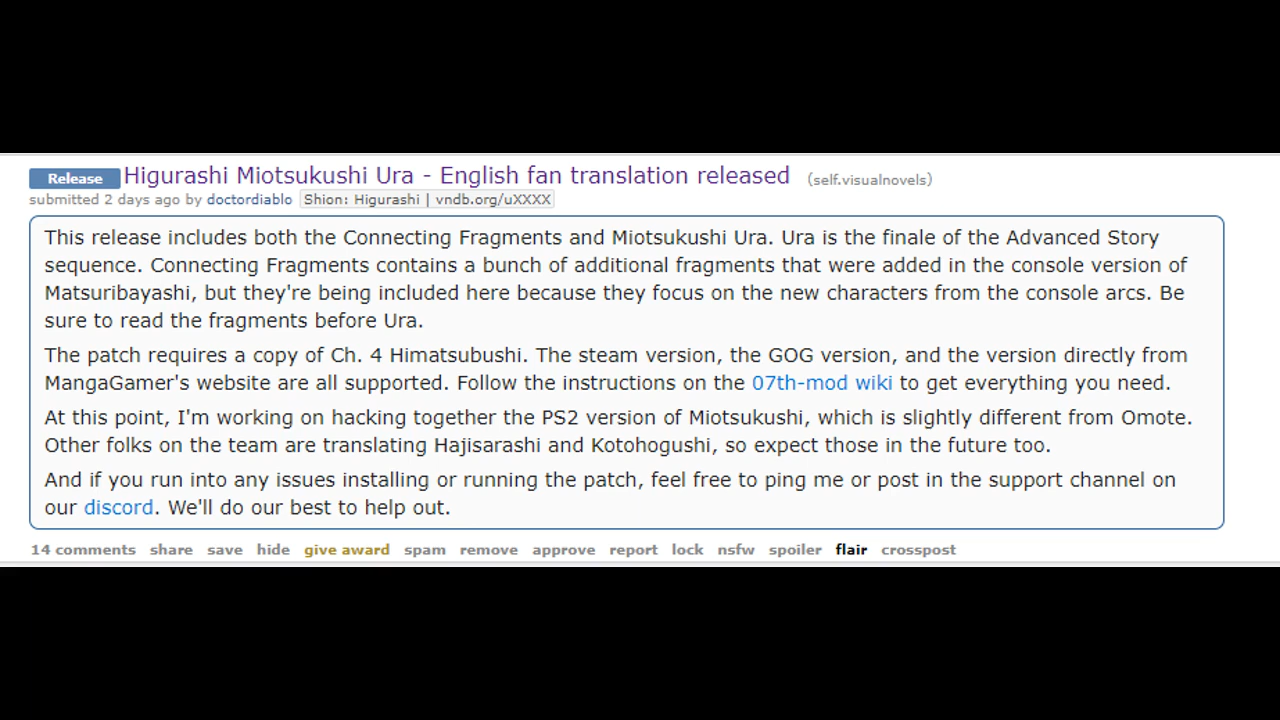 Release Higurashi Miotsukushi Ura - English fan translation released (self.visualnovels)
submitted 2 days ago by doctordiablo Shion: Higurashi | vndb.org/uXXXX
This release includes both the Connecting Fragments and Miotsukushi Ura. Ura is the finale of the Advanced Story
sequence. Connecting Fragments contains a bunch of additional fragments that were added in the console version of
Matsuribayashi, but they're being included here because they focus on the new characters from the console arcs. Be
sure to read the fragments before Ura.
The patch requires a copy of Ch. 4 Himatsubushi. The steam version, the GOG version, and the version directly from
MangaGamer's website are all supported. Follow the instructions on the 07th-mod wiki to get everything you need.
At this point, I'm working on hacking together the PS2 version of Miotsukushi, which is slightly different from Omote.
Other folks on the team are translating Hajisarashi and Kotohogushi, so expect those in the future too.
And if you run into any issues installing or running the patch, feel free to ping me or post in the support channel on
our discord. We'll do our best to help out.
14 comments share save hide give award spam remove approve report lock nsfw spoiler flair crosspost